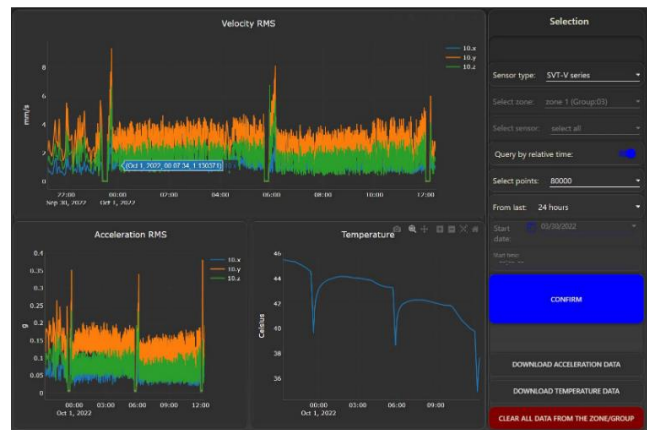 Velocity RMS
10.x
10.y
10.z
8
6
4
2
0
mm/s
(Oct 1, 2022, 00:07:34, 1.130371)
22:00
00:00
02:00
04:00
06:00
08:00
10:00
12:00
Sep 30, 2022
Oct 1, 2022
Acceleration RMS
10.x
10.y
10.z
0.4
0.35
0.3
0.25
0.2
0.15
0.1
0.05
0
g
00:00
03:00
06:00
09:00
12:00
Oct 1, 2022
Temperature
46
44
42
40
38
36
Celsius
00:00
03:00
06:00
09:00
Oct 1, 2022
Selection
Sensor type: SVT-V series
Select zone: zone 1 (Group:03)
Select sensor: select all
Query by relative time:
Select points: 80000
From last: 24 hours
Start date: 03/30/2022
Start time:
CONFIRM
DOWNLOAD ACCELERATION DATA
DOWNLOAD TEMPERATURE DATA
CLEAR ALL DATA FROM THE ZONE/GROUP